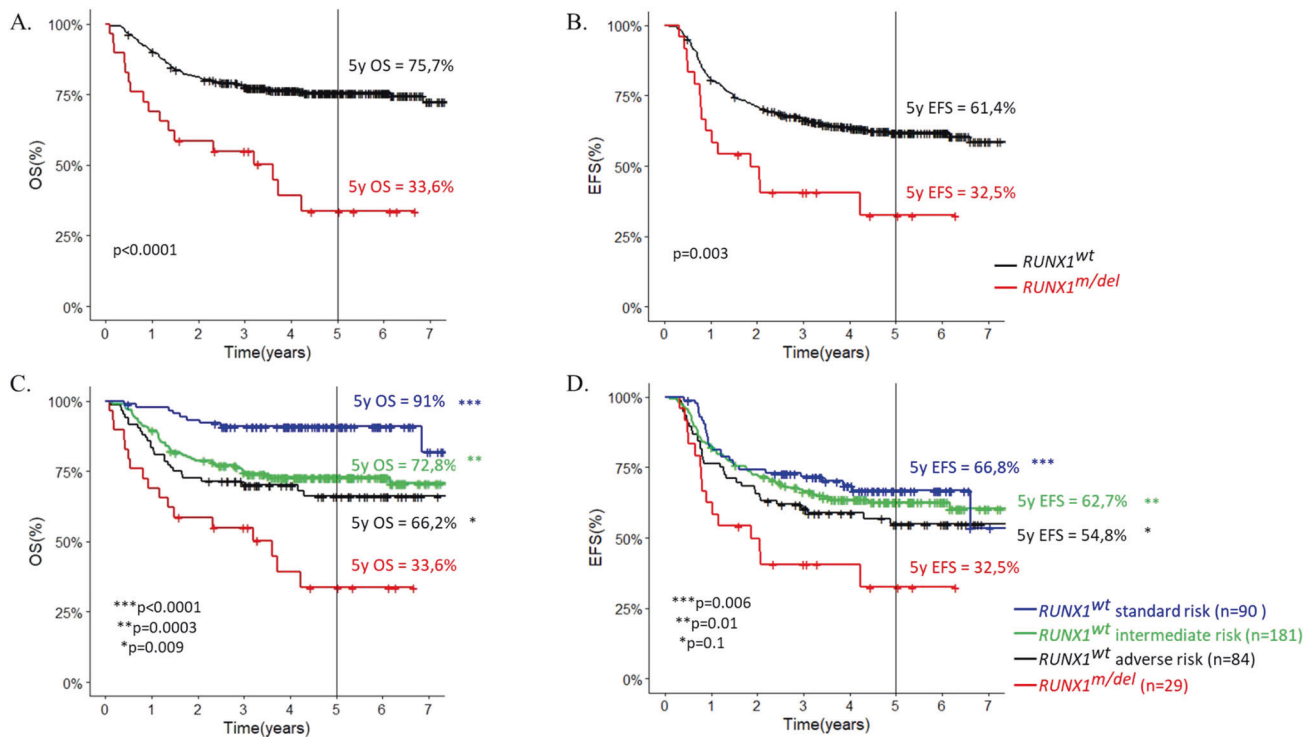 A.
100%
75%
50%
25%
0%
OS(%)
5y OS = 75,7%
5y OS = 33,6%
p<0.0001
0 1 2 3 4 5 6 7
Time(years)
B.
100%
75%
50%
25%
0%
EFS(%)
5y EFS = 61,4%
5y EFS = 32,5%
p=0.003
RUNX1wt
RUNX1m/del
0 1 2 3 4 5 6 7
Time(years)
C.
100%
75%
50%
25%
0%
OS(%)
5y OS = 91% ***
5y OS = 72,8% **
5y OS = 66,2% *
5y OS = 33,6%
***p<0.0001
**p=0.0003
*p=0.009
0 1 2 3 4 5 6 7
Time(years)
D.
100%
75%
50%
25%
0%
EFS(%)
5y EFS = 66,8% ***
5y EFS = 62,7% **
5y EFS = 54,8% *
5y EFS = 32,5%
***p=0.006
**p=0.01
*p=0.1
RUNX1wt standard risk (n=90 )
RUNX1wt intermediate risk (n=181)
RUNX1wt adverse risk (n=84)
RUNX1m/del (n=29)
0 1 2 3 4 5 6 7
Time(years)